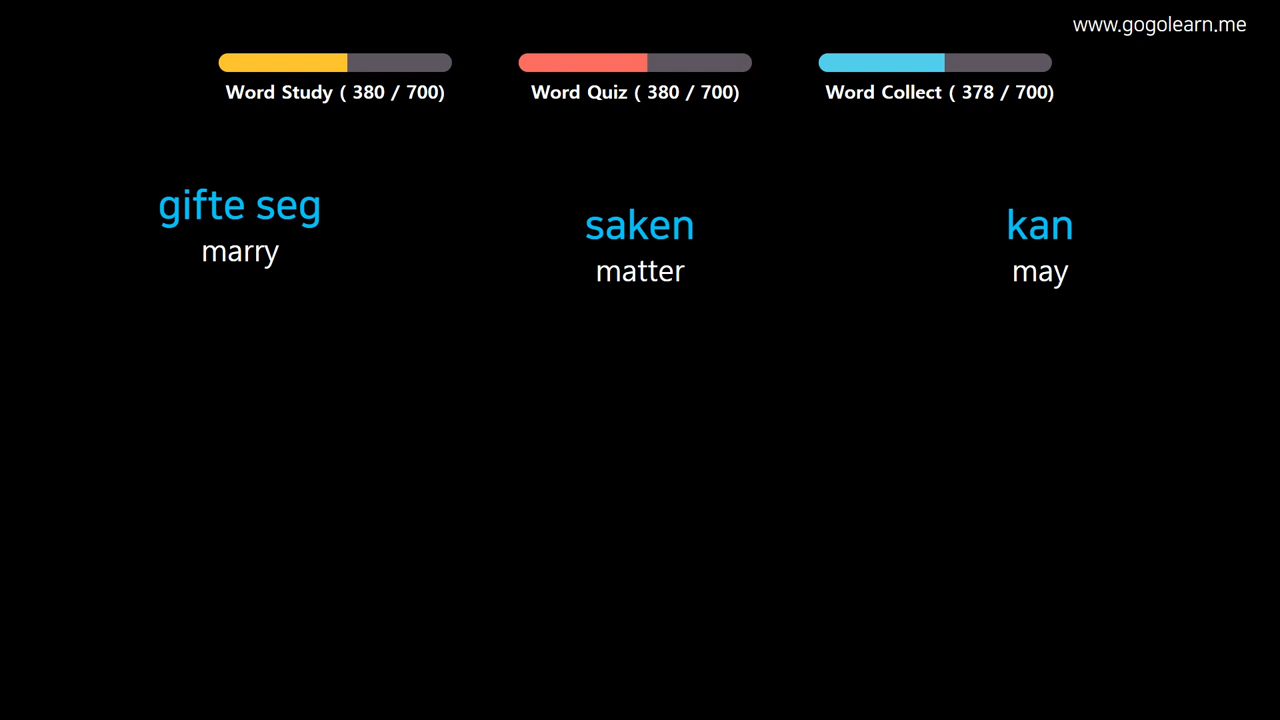 www.gogolearn.me
Word Study ( 380 / 700)
Word Quiz ( 380 / 700)
Word Collect ( 378 / 700)
gifte seg
marry
saken
matter
kan
may